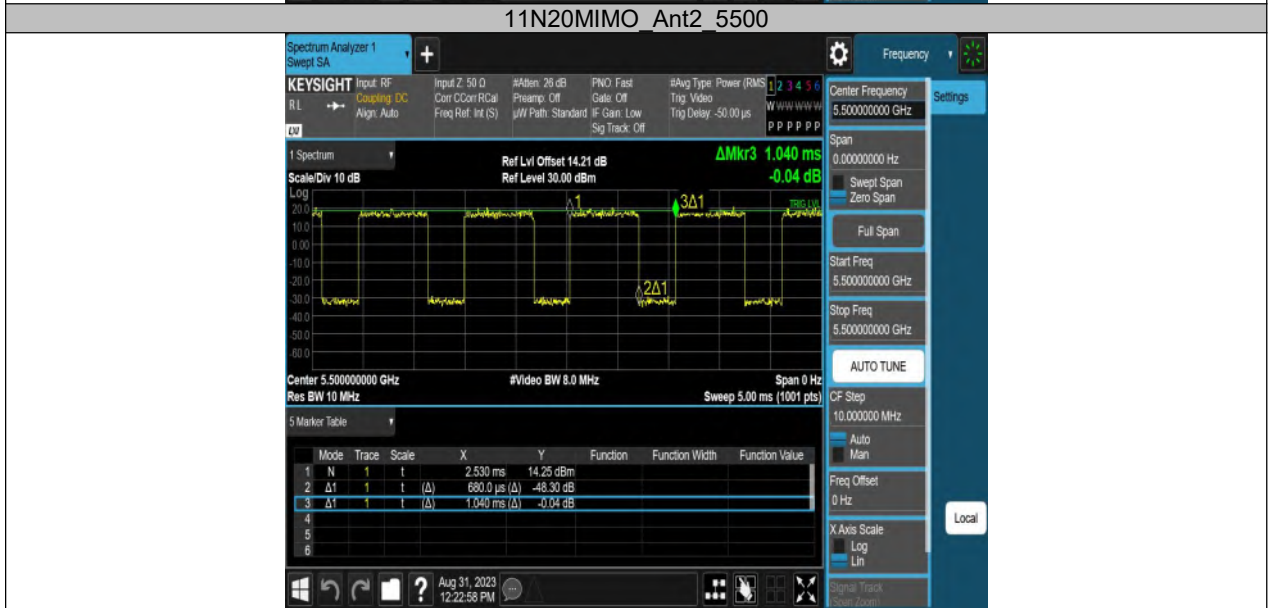 11N20MIMO_Ant2_5500
Spectrum Analyzer 1
Swept SA
+
Frequency
KEYSIGHT Input: RF
RL
Coupling: DC
Align: Auto
LXI
Input Z: 50 Ω
Corr CCorr RCal
Freq Ref: Int (S)
#Atten: 26 dB
Preamp: Off
µW Path: Standard
PNO: Fast
Gate: Off
IF Gain: Low
Sig Track: Off
#Avg Type: Power (RMS
Trig: Video
Trig Delay: -50.00 µs
1 2 3 4 5 6
W W W W W W
P P P P P P
Center Frequency
5.500000000 GHz
Settings
1 Spectrum
Scale/Div 10 dB
Ref Lvl Offset 14.21 dB
Ref Level 30.00 dBm
ΔMkr3 1.040 ms
-0.04 dB
Span
0.00000000 Hz
Swept Span
Zero Span
Full Span
Start Freq
5.500000000 GHz
Stop Freq
5.500000000 GHz
AUTO TUNE
CF Step
10.000000 MHz
Auto
Man
Freq Offset
0 Hz
X Axis Scale
Log
Lin
Signal Track
(Span Zoom)
Local
Log
20.0
10.0
0.00
-10.0
-20.0
-30.0
-40.0
-50.0
-60.0
1
3Δ1
TRIG LVL
2Δ1
Center 5.500000000 GHz
Res BW 10 MHz
#Video BW 8.0 MHz
Span 0 Hz
Sweep 5.00 ms (1001 pts)
5 Marker Table
Mode Trace Scale X Y Function Function Width Function Value
1 N 1 t 2.530 ms 14.25 dBm
2 Δ1 1 t (Δ) 680.0 µs (Δ) -48.30 dB
3 Δ1 1 t (Δ) 1.040 ms (Δ) -0.04 dB
4
5
6
?
Aug 31, 2023
12:22:58 PM